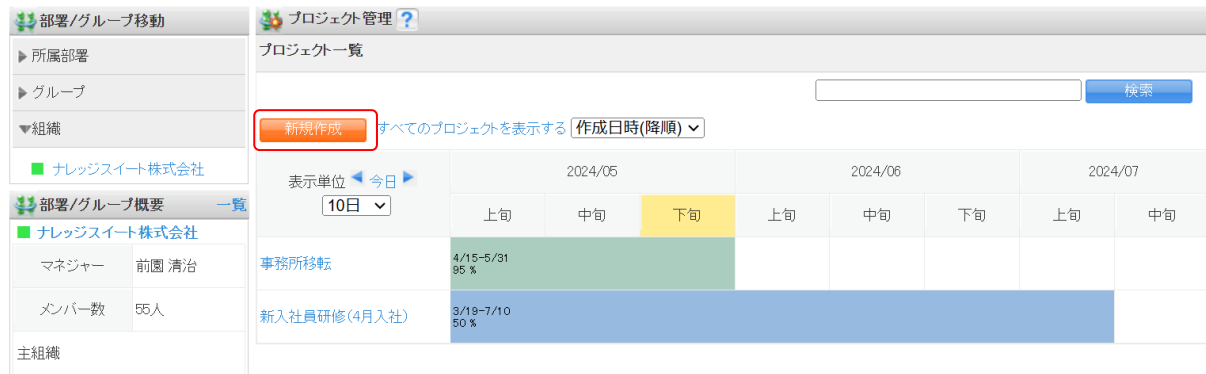 部署/グループ移動
▶所属部署
▶グループ
▼組織
ナレッジスイート株式会社
部署/グループ概要 一覧
ナレッジスイート株式会社
マネジャー 前園 清治
メンバー数 55人
主組織
プロジェクト管理 ?
プロジェクト一覧
検索
新規作成 すべてのプロジェクトを表示する 作成日時(降順)
表示単位 今日
10日
2024/05 2024/06 2024/07
上旬 中旬 下旬 上旬 中旬 下旬 上旬 中旬
事務所移転
4/15-5/31
95 %
新入社員研修(4月入社)
3/19-7/10
50 %